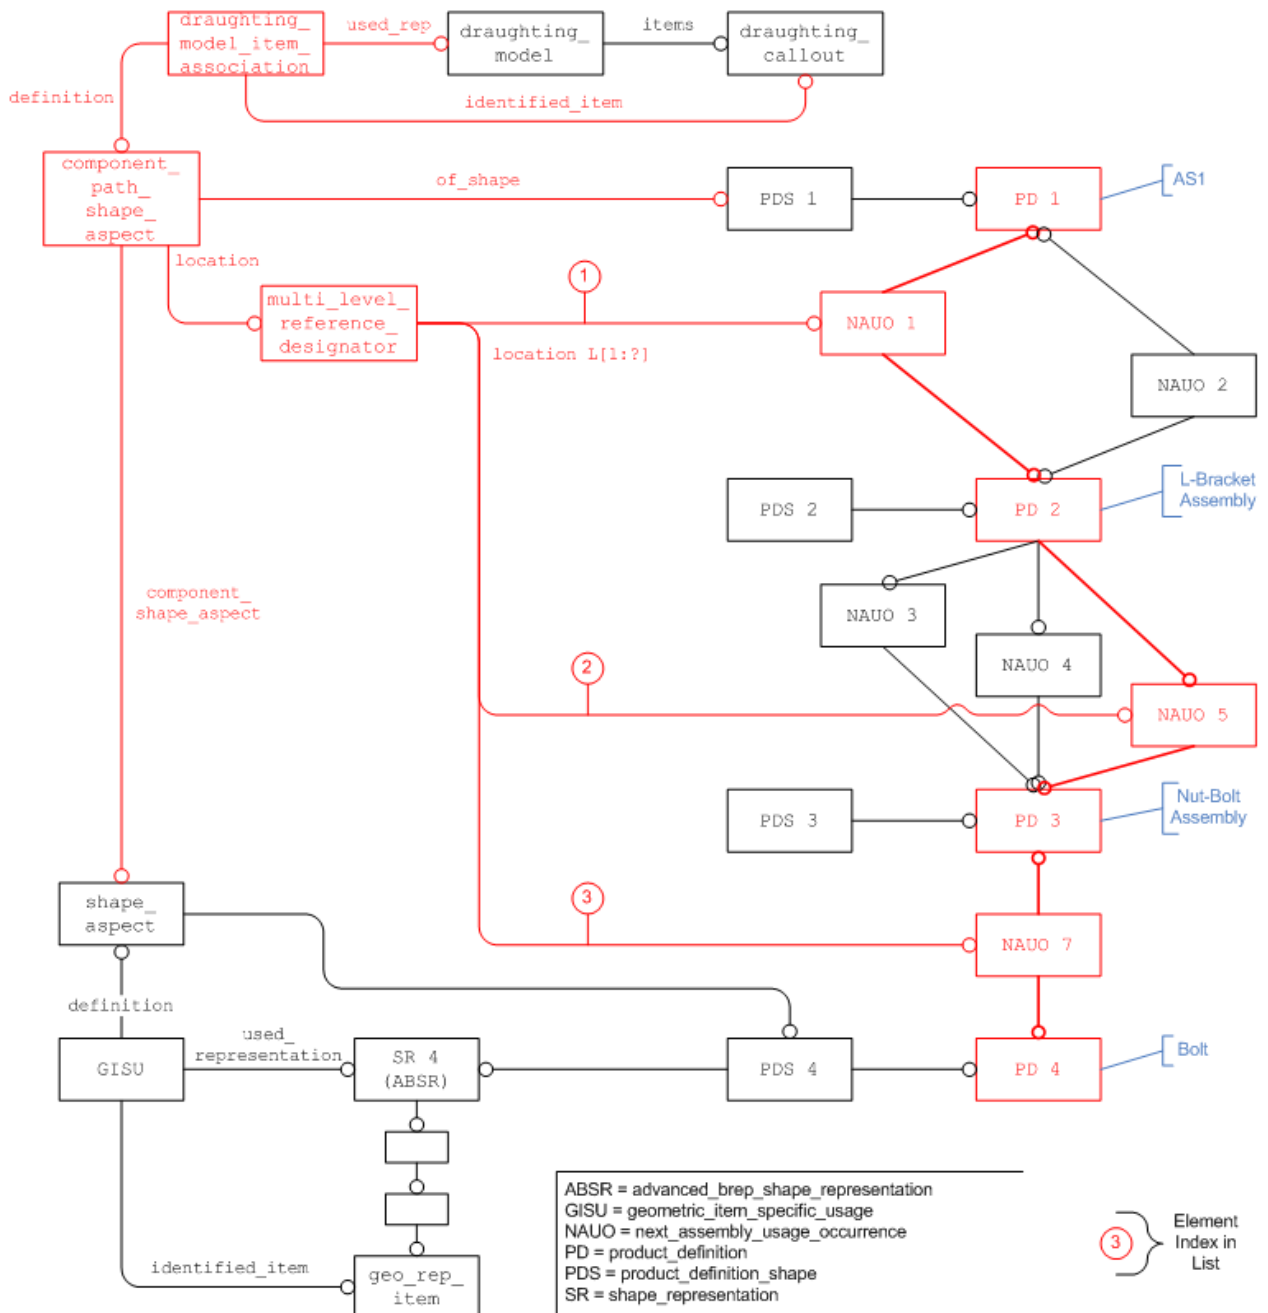 draughting_
model_item_
association
used_rep
draughting_
model
items
draughting_
callout
definition
identified_item
component_
path_
shape_
aspect
of_shape
PDS 1
PD 1
AS1
location
1
multi_level_
reference_
designator
location L[1:?]
NAUO 1
NAUO 2
PDS 2
PD 2
L-Bracket
Assembly
component_
shape_aspect
NAUO 3
NAUO 4
2
NAUO 5
PDS 3
PD 3
Nut-Bolt
Assembly
shape_
aspect
3
NAUO 7
definition
used_
representation
GISU
SR 4
(ABSR)
PDS 4
PD 4
Bolt
identified_item
geo_rep_
item
ABSR = advanced_brep_shape_representation
GISU = geometric_item_specific_usage
NAUO = next_assembly_usage_occurrence
PD = product_definition
PDS = product_definition_shape
SR = shape_representation
3
Element
Index in
List